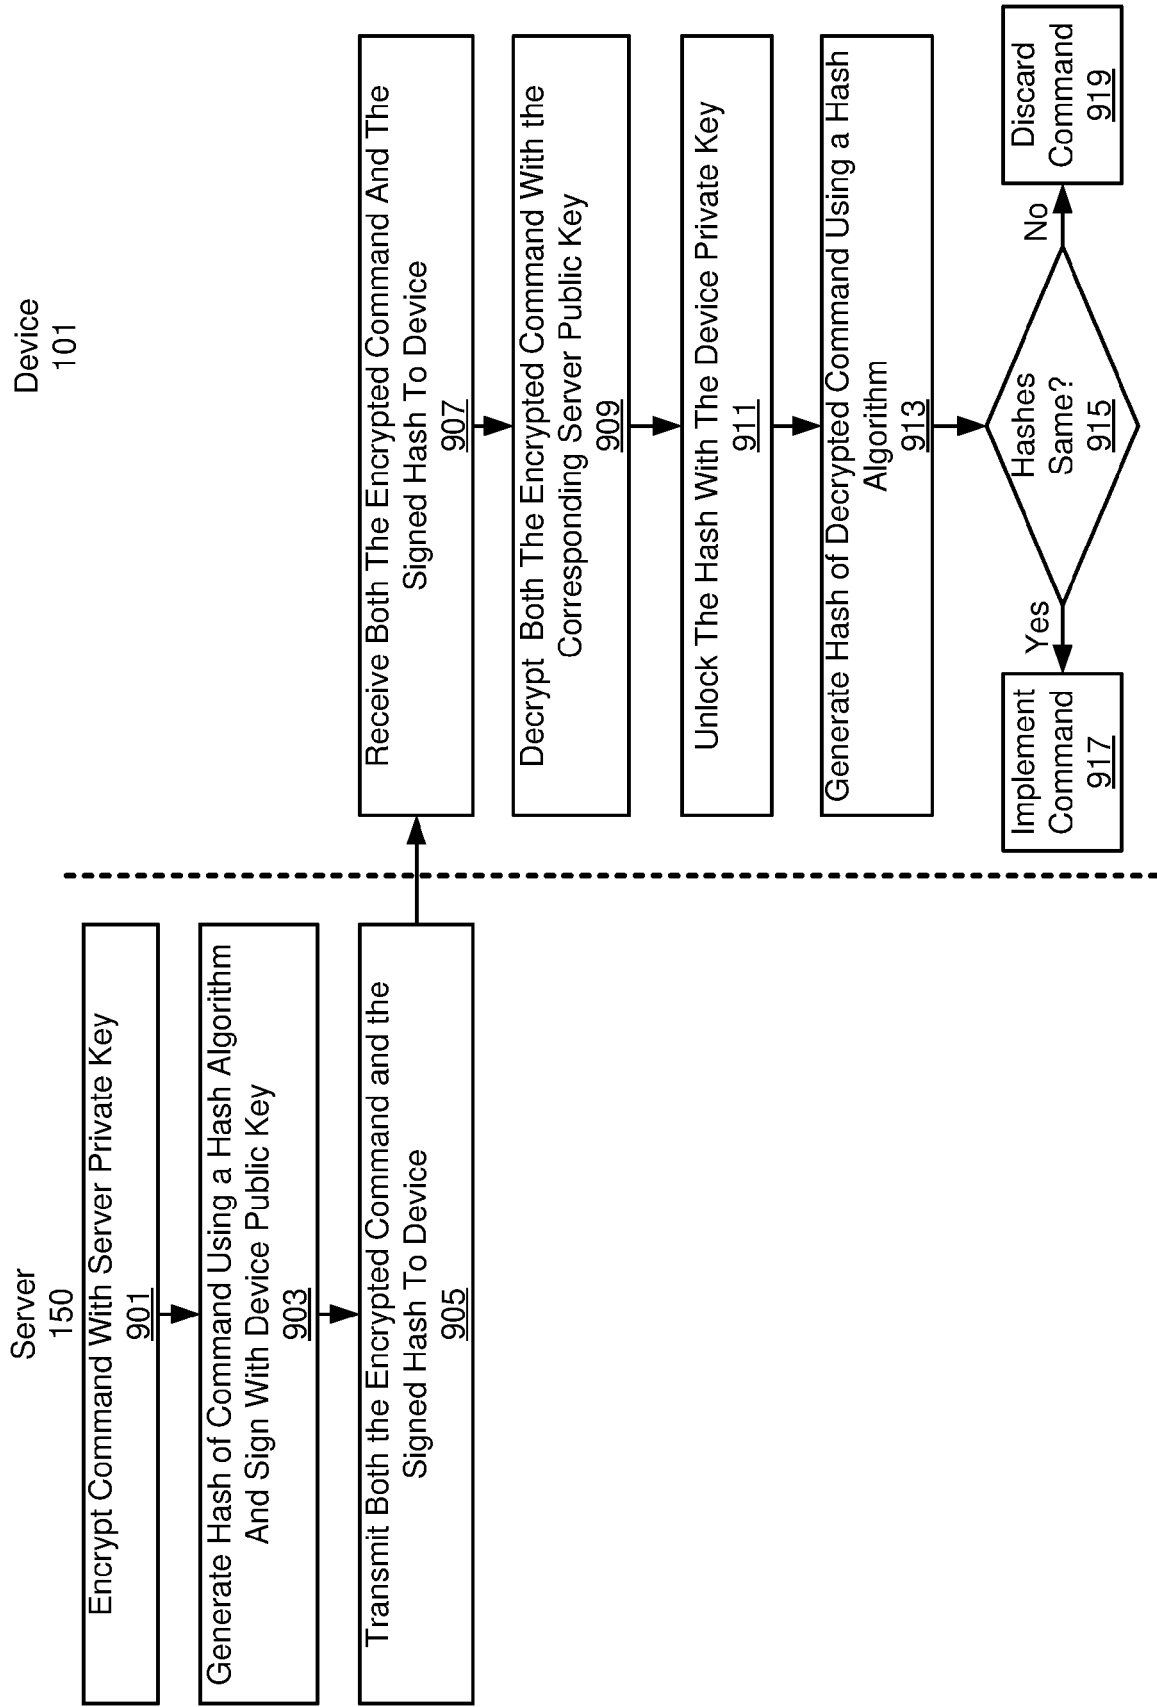 Server
150
Encrypt Command With Server Private Key
901
Generate Hash of Command Using a Hash Algorithm
And Sign With Device Public Key
903
Transmit Both the Encrypted Command and the
Signed Hash To Device
905
Device
101
Receive Both The Encrypted Command And The
Signed Hash To Device
907
Decrypt Both The Encrypted Command With the
Corresponding Server Public Key
909
Unlock The Hash With The Device Private Key
911
Generate Hash of Decrypted Command Using a Hash
Algorithm
913
Hashes
Same?
915
Yes
No
Implement
Command
917
Discard
Command
919